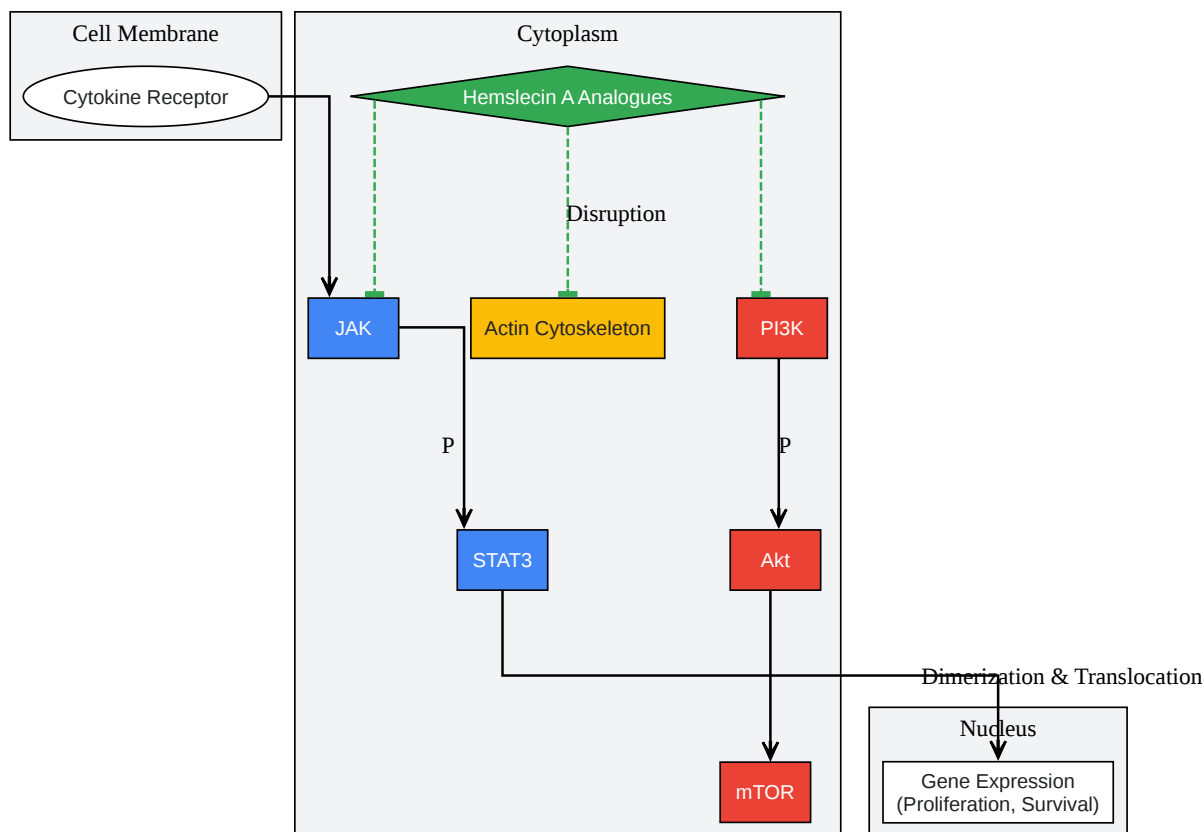 Cell Membrane
Cytoplasm
Cytokine Receptor
Hemslecin A Analogues
Disruption
JAK
Actin Cytoskeleton
PI3K
P
P
STAT3
Akt
Dimerization & Translocation
Nucleus
mTOR
Gene Expression
(Proliferation, Survival)